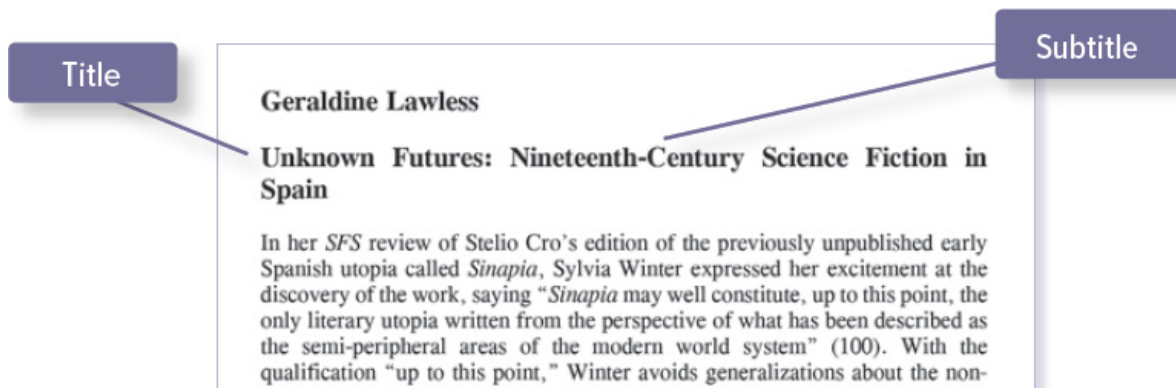 Title
Subtitle
Geraldine Lawless
Unknown Futures: Nineteenth-Century Science Fiction in
Spain
In her SFS review of Stelio Cro's edition of the previously unpublished early
Spanish utopia called Sinapia, Sylvia Winter expressed her excitement at the
discovery of the work, saying “Sinapia may well constitute, up to this point, the
only literary utopia written from the perspective of what has been described as
the semi-peripheral areas of the modern world system” (100). With the
qualification “up to this point,” Winter avoids generalizations about the non-